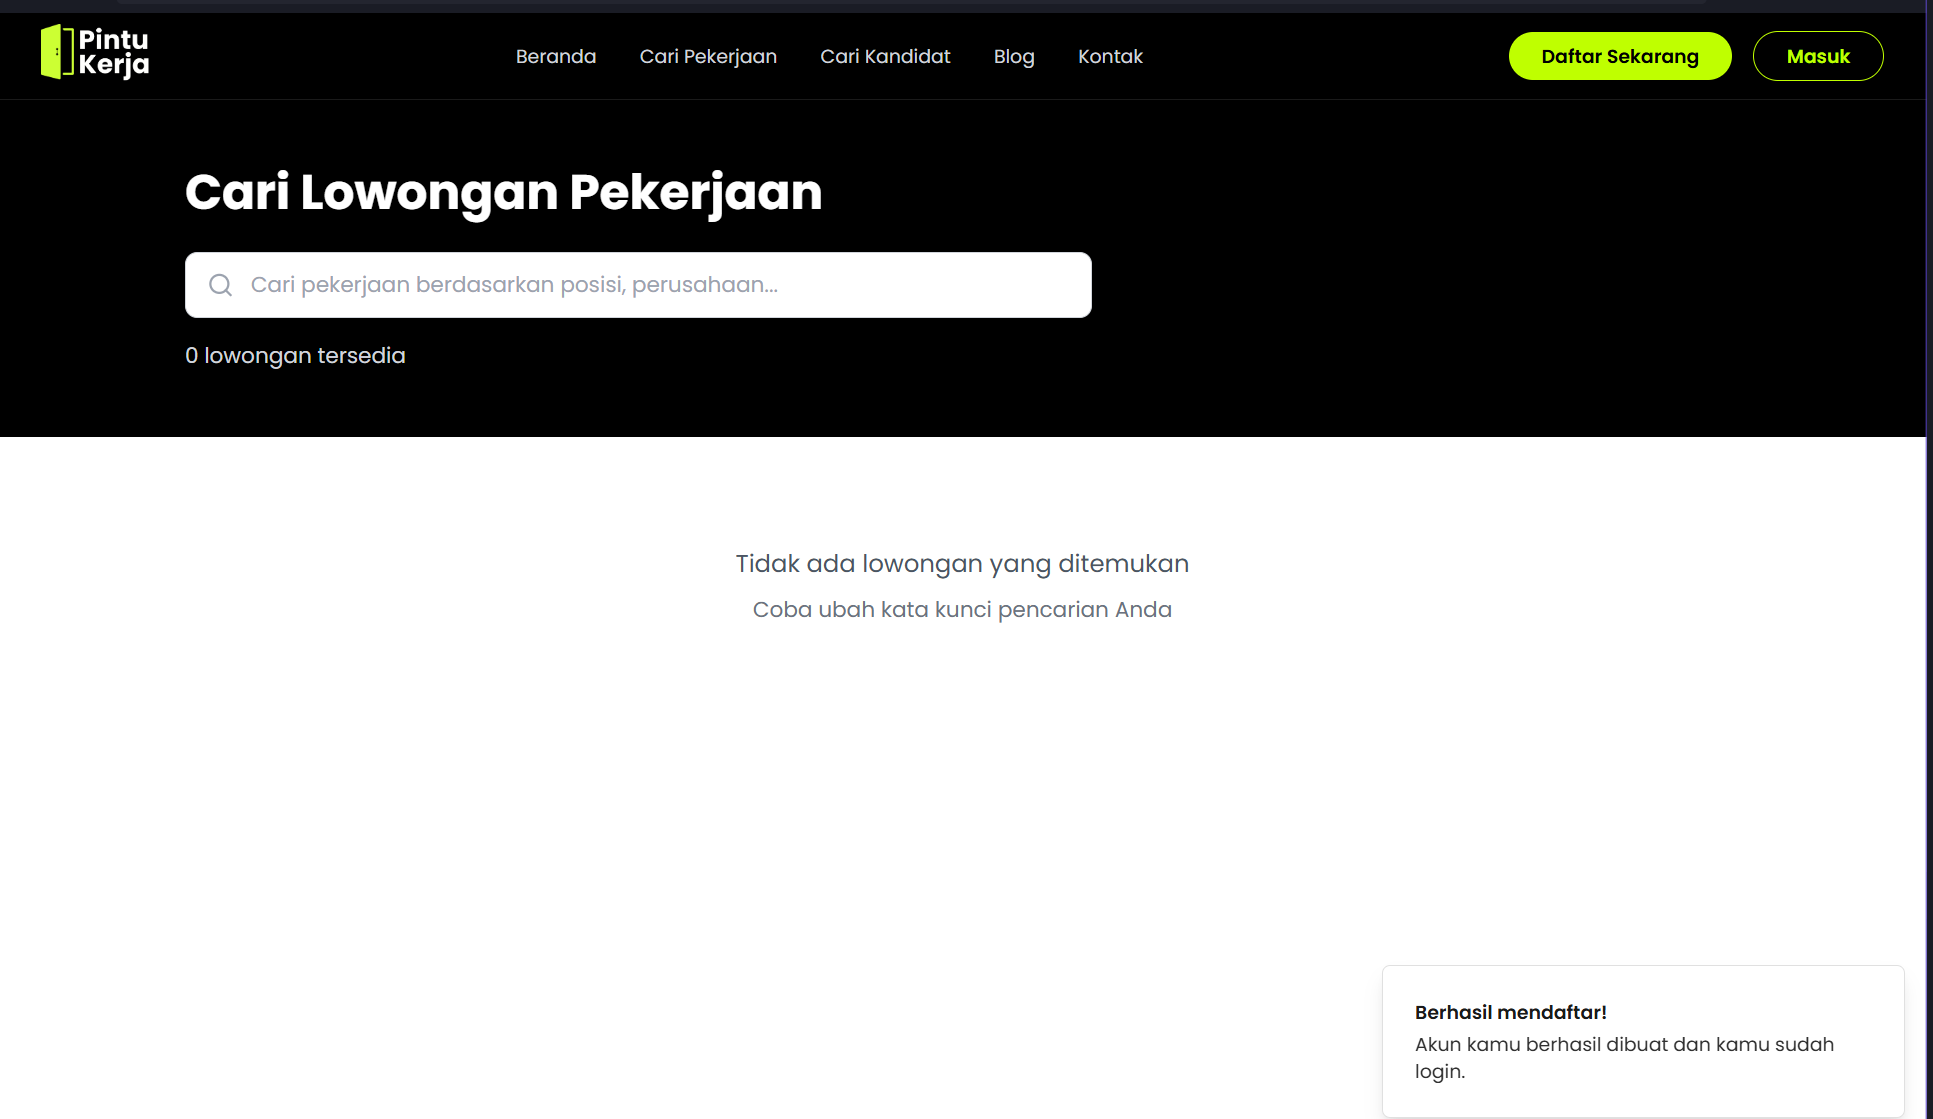 Pintu
Kerja
Beranda
Cari Pekerjaan
Cari Kandidat
Blog
Kontak
Daftar Sekarang
Masuk
Cari Lowongan Pekerjaan
Cari pekerjaan berdasarkan posisi, perusahaan...
0 lowongan tersedia
Tidak ada lowongan yang ditemukan
Coba ubah kata kunci pencarian Anda
Berhasil mendaftar!
Akun kamu berhasil dibuat dan kamu sudah
login.